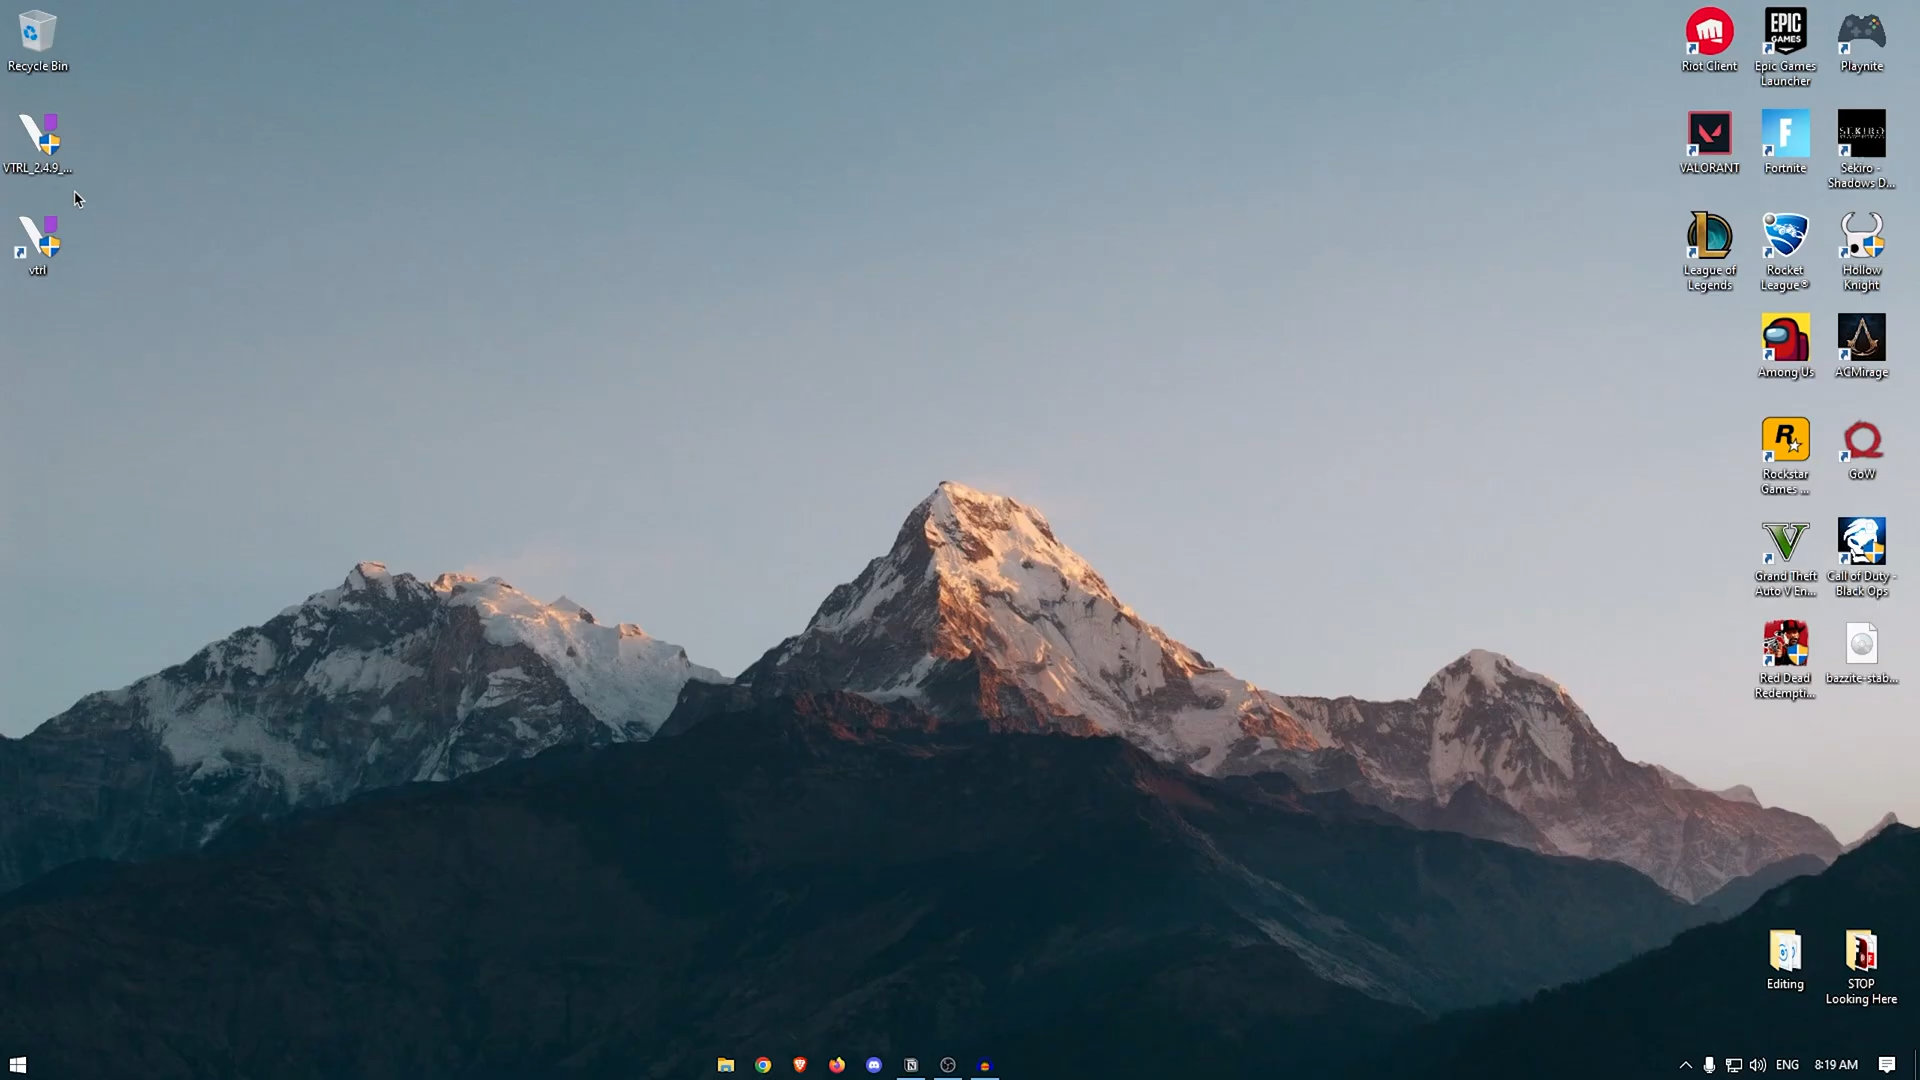 Recycle Bin
VTRL_2.4.9_...
vtrl
Riot Client
EPIC
GAMES
Epic Games
Launcher
Playnite
VALORANT
Fortnite
SEKIRO
Sekiro -
Shadows D...
League of
Legends
Rocket
League®
Hollow
Knight
Among Us
ACMirage
Rockstar
Games ...
GoW
Grand Theft
Auto V En...
Call of Duty -
Black Ops
Red Dead
Redempti...
bazzite-stab...
Editing
STOP
Looking Here
ENG
8:19 AM